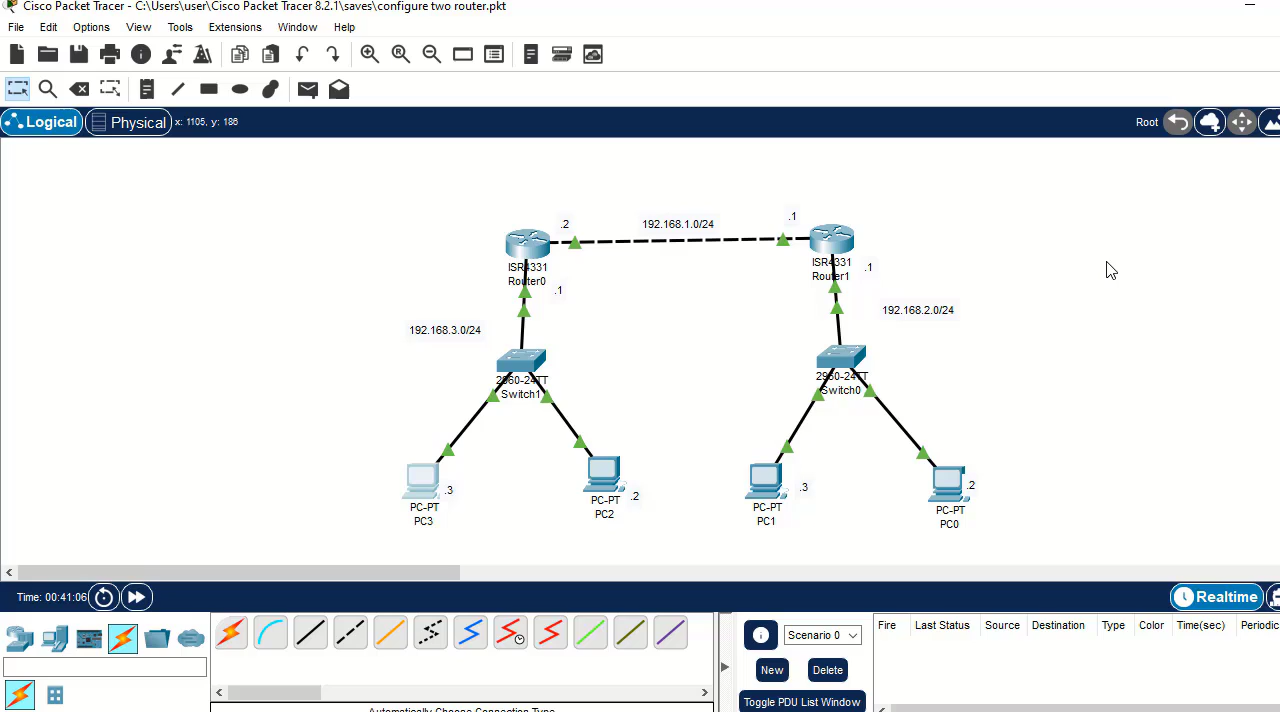 Cisco Packet Tracer - C:\Users\user\Cisco Packet Tracer 8.2.1\saves\configure two router.pkt
File Edit Options View Tools Extensions Window Help
Logical Physical x: 1105, y: 186 Root
.2 192.168.1.0/24 .1
ISR4331
Router0
ISR4331
Router1
.1
.1
192.168.3.0/24
192.168.2.0/24
2960-24TT
Switch1
2960-24TT
Switch0
.3
PC-PT
PC3
.2
PC-PT
PC2
.3
PC-PT
PC1
.2
PC-PT
PC0
Time: 00:41:06 Realtime
Scenario 0
New Delete
Toggle PDU List Window
Fire Last Status Source Destination Type Color Time(sec) Periodic
Automatically Choose Connection Type